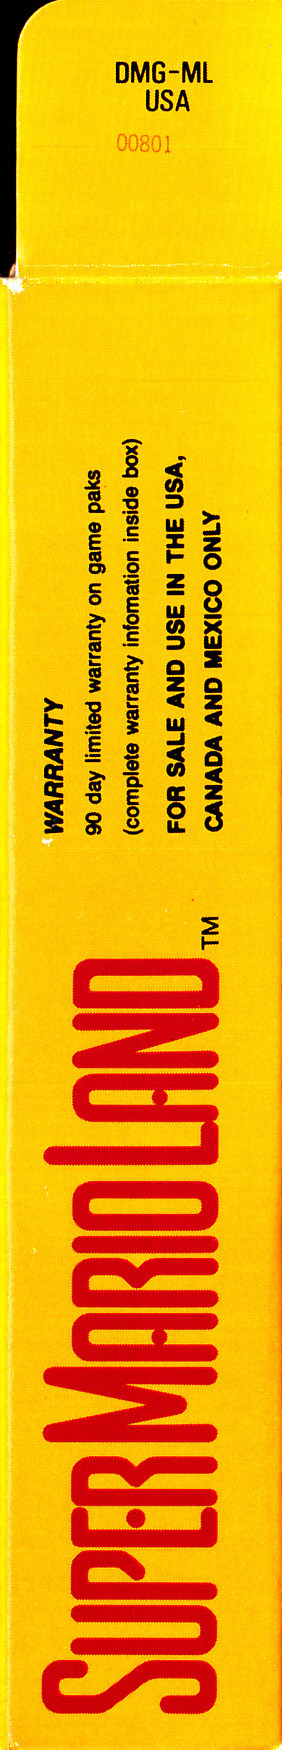 DMG-ML
USA
00801
WARRANTY
90 day limited warranty on game paks
(complete warranty infomation inside box)
FOR SALE AND USE IN THE USA,
CANADA AND MEXICO ONLY
SUPER MARIO LAND™